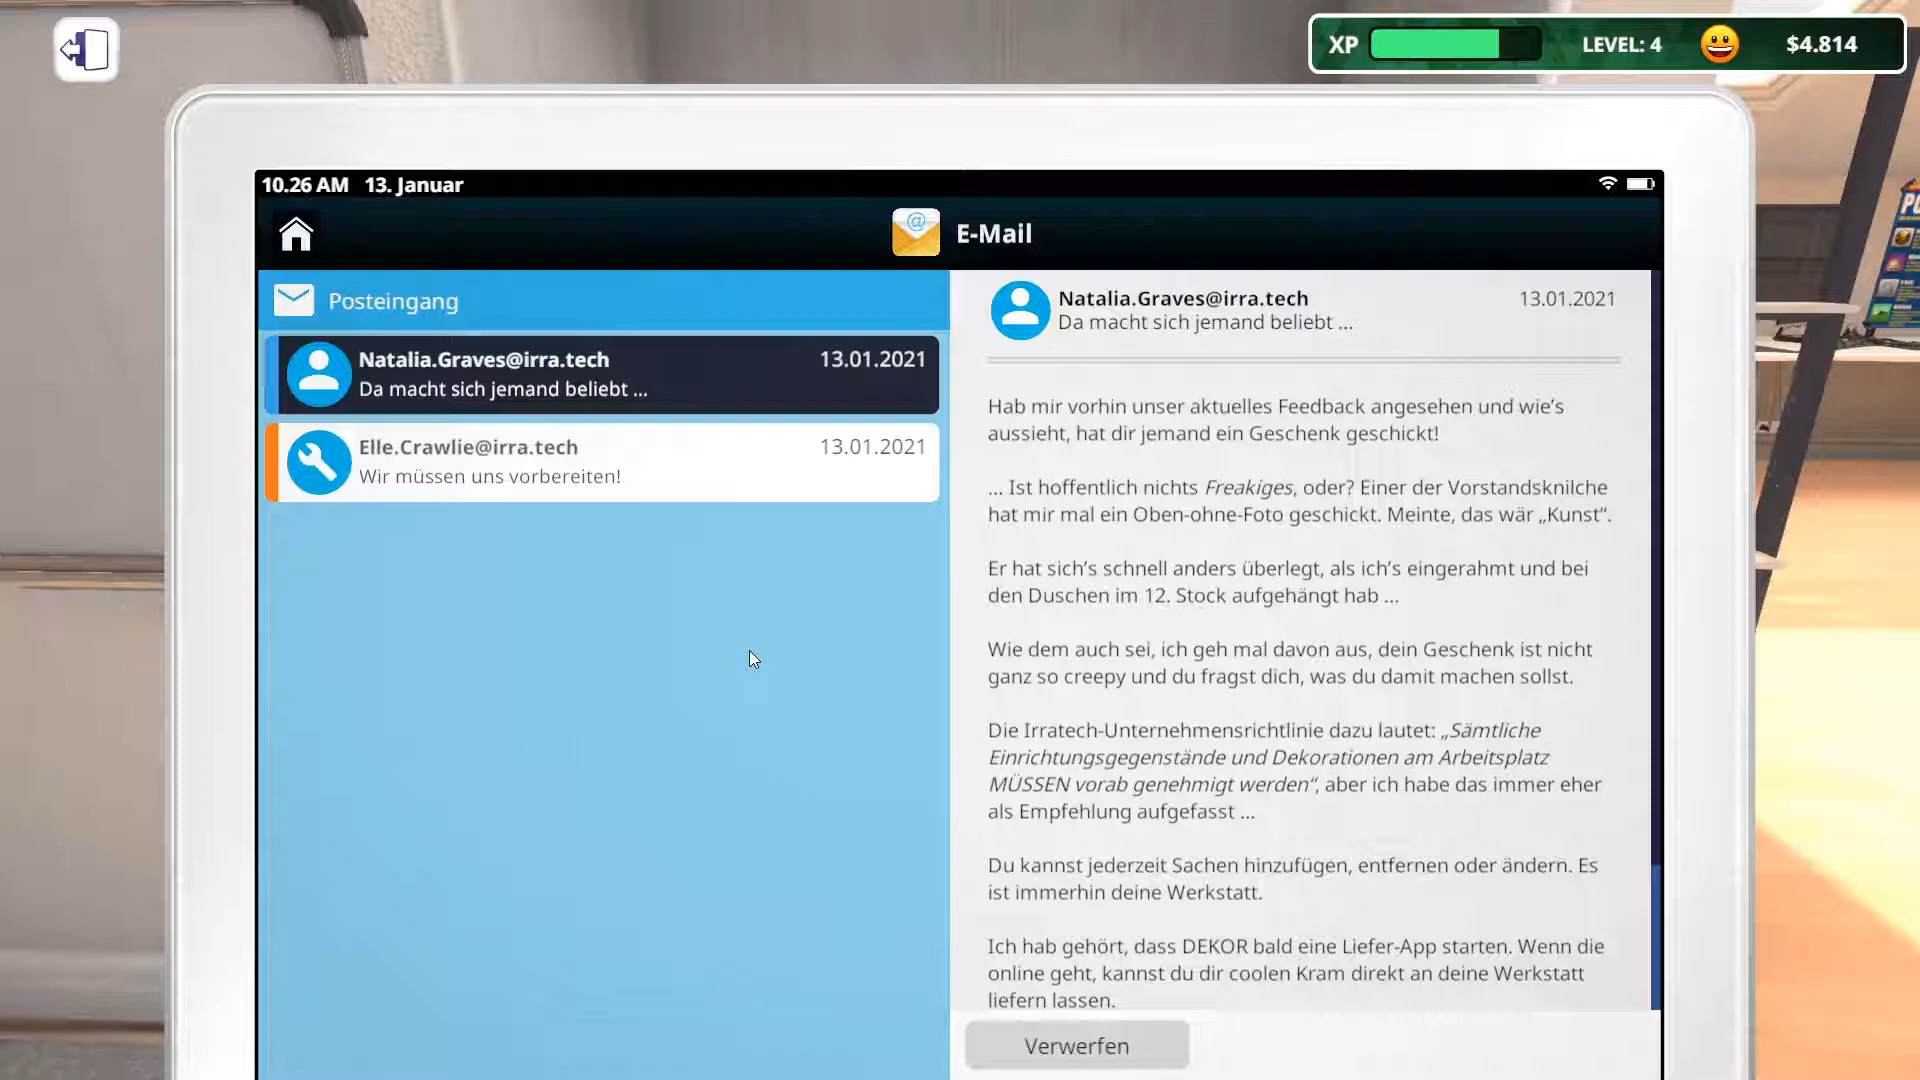 XP
LEVEL: 4
$4.814
10.26 AM 13. Januar
E-Mail
Posteingang
Natalia.Graves@irra.tech
13.01.2021
Da macht sich jemand beliebt ...
Elle.Crawlie@irra.tech
13.01.2021
Wir müssen uns vorbereiten!
Natalia.Graves@irra.tech
13.01.2021
Da macht sich jemand beliebt ...
Hab mir vorhin unser aktuelles Feedback angesehen und wie’s
aussieht, hat dir jemand ein Geschenk geschickt!
... Ist hoffentlich nichts Freakiges, oder? Einer der Vorstandsknilche
hat mir mal ein Oben-ohne-Foto geschickt. Meinte, das wär „Kunst“.
Er hat sich’s schnell anders überlegt, als ich’s eingerahmt und bei
den Duschen im 12. Stock aufgehängt hab ...
Wie dem auch sei, ich geh mal davon aus, dein Geschenk ist nicht
ganz so creepy und du fragst dich, was du damit machen sollst.
Die Irratech-Unternehmensrichtlinie dazu lautet: „Sämtliche
Einrichtungsgegenstände und Dekorationen am Arbeitsplatz
MÜSSEN vorab genehmigt werden“, aber ich habe das immer eher
als Empfehlung aufgefasst ...
Du kannst jederzeit Sachen hinzufügen, entfernen oder ändern. Es
ist immerhin deine Werkstatt.
Ich hab gehört, dass DEKOR bald eine Liefer-App starten. Wenn die
online geht, kannst du dir coolen Kram direkt an deine Werkstatt
liefern lassen.
Verwerfen